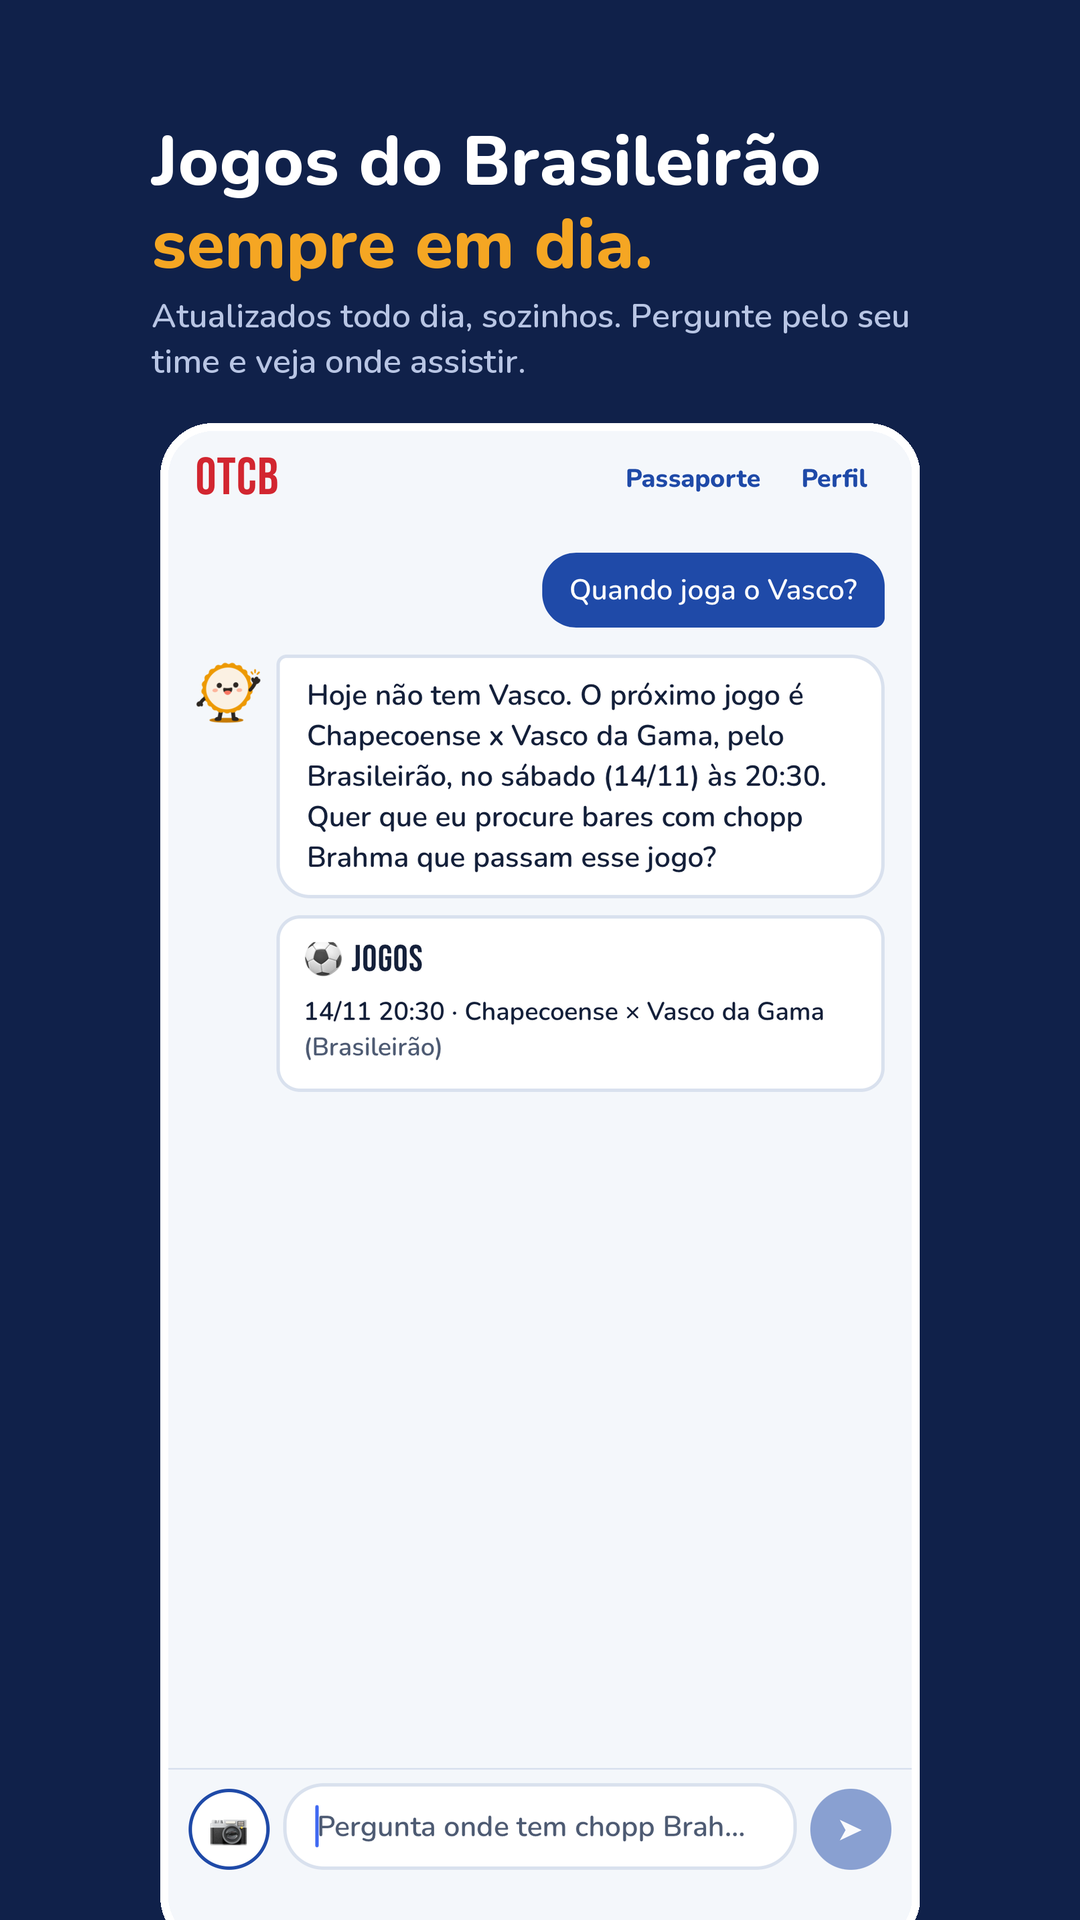 Jogos do Brasileirão
sempre em dia.
Atualizados todo dia, sozinhos. Pergunte pelo seu
time e veja onde assistir.
OTCB
Passaporte
Perfil
Quando joga o Vasco?
Hoje não tem Vasco. O próximo jogo é
Chapecoense x Vasco da Gama, pelo
Brasileirão, no sábado (14/11) às 20:30.
Quer que eu procure bares com chopp
Brahma que passam esse jogo?
JOGOS
14/11 20:30 · Chapecoense × Vasco da Gama
(Brasileirão)
Pergunta onde tem chopp Brah...